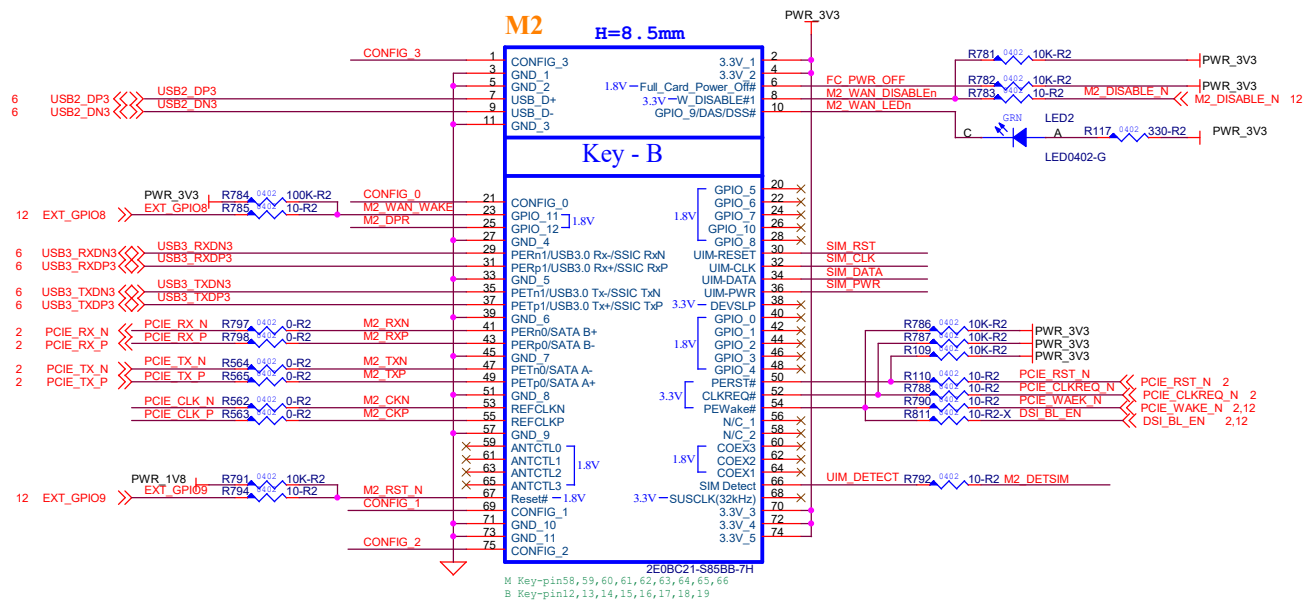 M2
H=8.5mm
PWR_3V3
CONFIG_3 1 CONFIG_3 3.3V_1 2 R781 0402 10K-R2 PWR_3V3
3 GND_1 3.3V_2 4
5 GND_2 1.8V Full_Card_Power_Off# 6 FC_PWR_OFF R782 0402 10K-R2 PWR_3V3
6 USB2_DP3 USB2_DP3 7 USB_D+ 3.3V W_DISABLE#1 8 M2_WAN_DISABLEn R783 0402 10-R2 M2_DISABLE_N M2_DISABLE_N 12
6 USB2_DN3 USB2_DN3 9 USB_D- GPIO_9/DAS/DSS# 10 M2_WAN_LEDn
11 GND_3
GRN LED2
C A R117 0402 330-R2 PWR_3V3
LED0402-G
Key - B
20 GPIO_5
PWR_3V3 R784 0402 100K-R2 CONFIG_0 21 CONFIG_0 GPIO_6 22
12 EXT_GPIO8 EXT_GPIO8 R785 0402 10-R2 M2_WAN_WAKE 23 GPIO_11 1.8V 1.8V GPIO_7 24
M2_DPR 25 GPIO_12 GPIO_10 26
27 GND_4 GPIO_8 28
6 USB3_RXDN3 USB3_RXDN3 29 PERn1/USB3.0 Rx-/SSIC RxN UIM-RESET 30 SIM_RST
6 USB3_RXDP3 USB3_RXDP3 31 PERp1/USB3.0 Rx+/SSIC RxP UIM-CLK 32 SIM_CLK
33 GND_5 UIM-DATA 34 SIM_DATA
6 USB3_TXDN3 USB3_TXDN3 35 PETn1/USB3.0 Tx-/SSIC TxN UIM-PWR 36 SIM_PWR
6 USB3_TXDP3 USB3_TXDP3 37 PETp1/USB3.0 Tx+/SSIC TxP 3.3V DEVSLP 38
39 GND_6 GPIO_0 40
2 PCIE_RX_N PCIE_RX_N R797 0402 0-R2 M2_RXN 41 PERn0/SATA B+ GPIO_1 42 R786 0402 10K-R2 PWR_3V3
2 PCIE_RX_P PCIE_RX_P R798 0402 0-R2 M2_RXP 43 PERp0/SATA B- 1.8V GPIO_2 44 R787 0402 10K-R2 PWR_3V3
45 GND_7 GPIO_3 46 R109 0402 10K-R2 PWR_3V3
2 PCIE_TX_N PCIE_TX_N R564 0402 0-R2 M2_TXN 47 PETn0/SATA A- GPIO_4 48
2 PCIE_TX_P PCIE_TX_P R565 0402 0-R2 M2_TXP 49 PETp0/SATA A+ PERST# 50 R110 0402 10-R2 PCIE_RST_N PCIE_RST_N 2
51 GND_8 3.3V CLKREQ# 52 R788 0402 10-R2 PCIE_CLKREQ_N PCIE_CLKREQ_N 2
PCIE_CLK_N R562 0402 0-R2 M2_CKN 53 REFCLKN PEWake# 54 R790 0402 10-R2 PCIE_WAEK_N PCIE_WAKE_N 2,12
PCIE_CLK_P R563 0402 0-R2 M2_CKP 55 REFCLKP N/C_1 56 R811 0402 10-R2-X DSI_BL_EN DSI_BL_EN 2,12
57 GND_9 N/C_2 58
59 ANTCTL0 COEX3 60
61 ANTCTL1 1.8V 1.8V COEX2 62
63 ANTCTL2 COEX1 64
PWR_1V8 R791 0402 10K-R2 65 ANTCTL3 SIM Detect 66 UIM_DETECT R792 0402 10-R2 M2_DETSIM
12 EXT_GPIO9 EXT_GPIO9 R794 0402 10-R2 M2_RST_N 67 Reset# 1.8V 3.3V SUSCLK(32kHz) 68
CONFIG_1 69 CONFIG_1 3.3V_3 70
71 GND_10 3.3V_4 72
73 GND_11 3.3V_5 74
CONFIG_2 75 CONFIG_2
2E0BC21-S85BB-7H
M Key-pin58,59,60,61,62,63,64,65,66
B Key-pin12,13,14,15,16,17,18,19